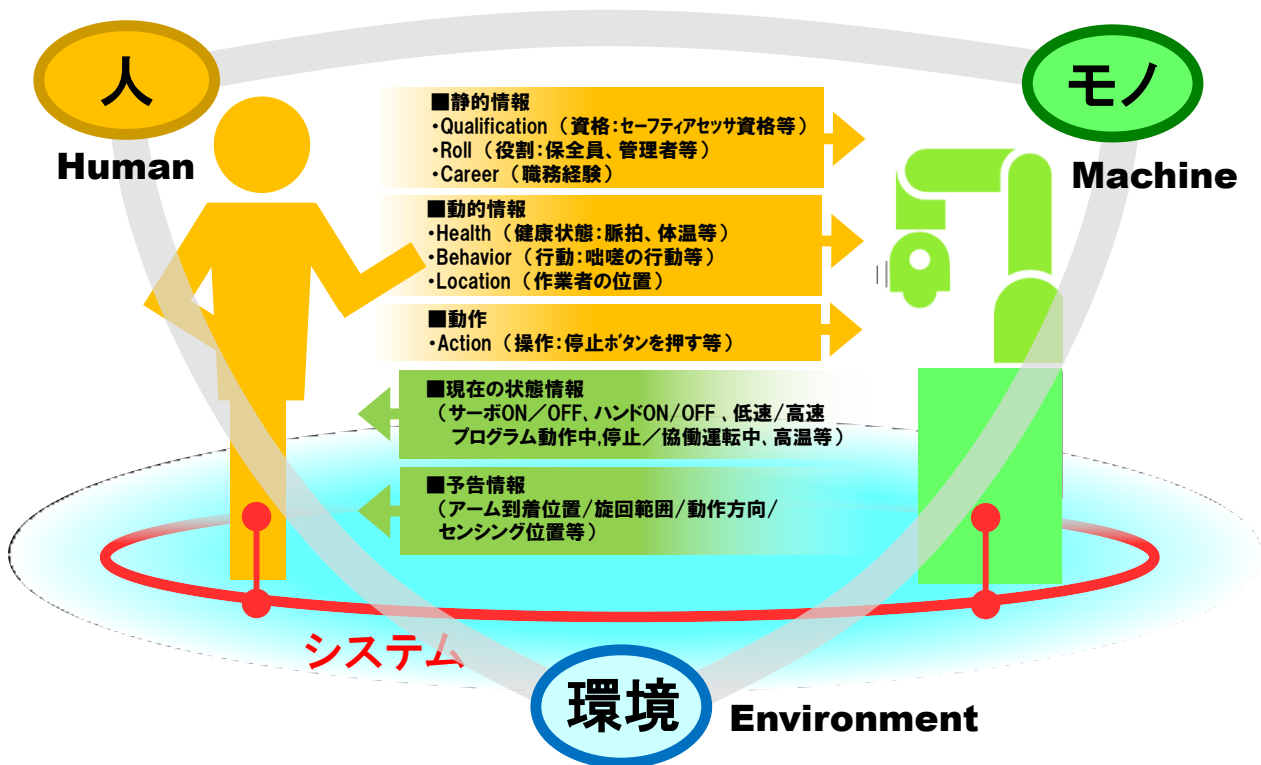 人
Human
モノ
Machine
■静的情報
・Qualification（資格：セーフティアセッサ資格等）
・Roll（役割：保全員、管理者等）
・Career（職務経験）
■動的情報
・Health（健康状態：脈拍、体温等）
・Behavior（行動：咄嗟の行動等）
・Location（作業者の位置）
■動作
・Action（操作：停止ボタンを押す等）
■現在の状態情報
（サーボON／OFF、ハンドON/OFF、低速/高速
プログラム動作中,停止／協働運転中、高温等）
■予告情報
（アーム到着位置/旋回範囲/動作方向/
センシング位置等）
システム
環境
Environment